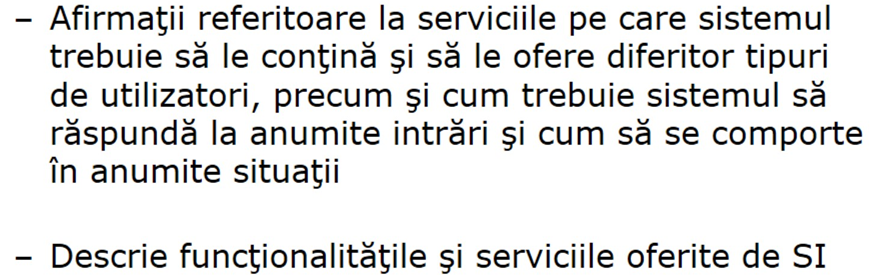 – Afirmaţii referitoare la serviciile pe care sistemul
trebuie să le conţină şi să le ofere diferitor tipuri
de utilizatori, precum şi cum trebuie sistemul să
răspundă la anumite intrări şi cum să se comporte
în anumite situaţii
– Descrie funcţionalităţile şi serviciile oferite de SI